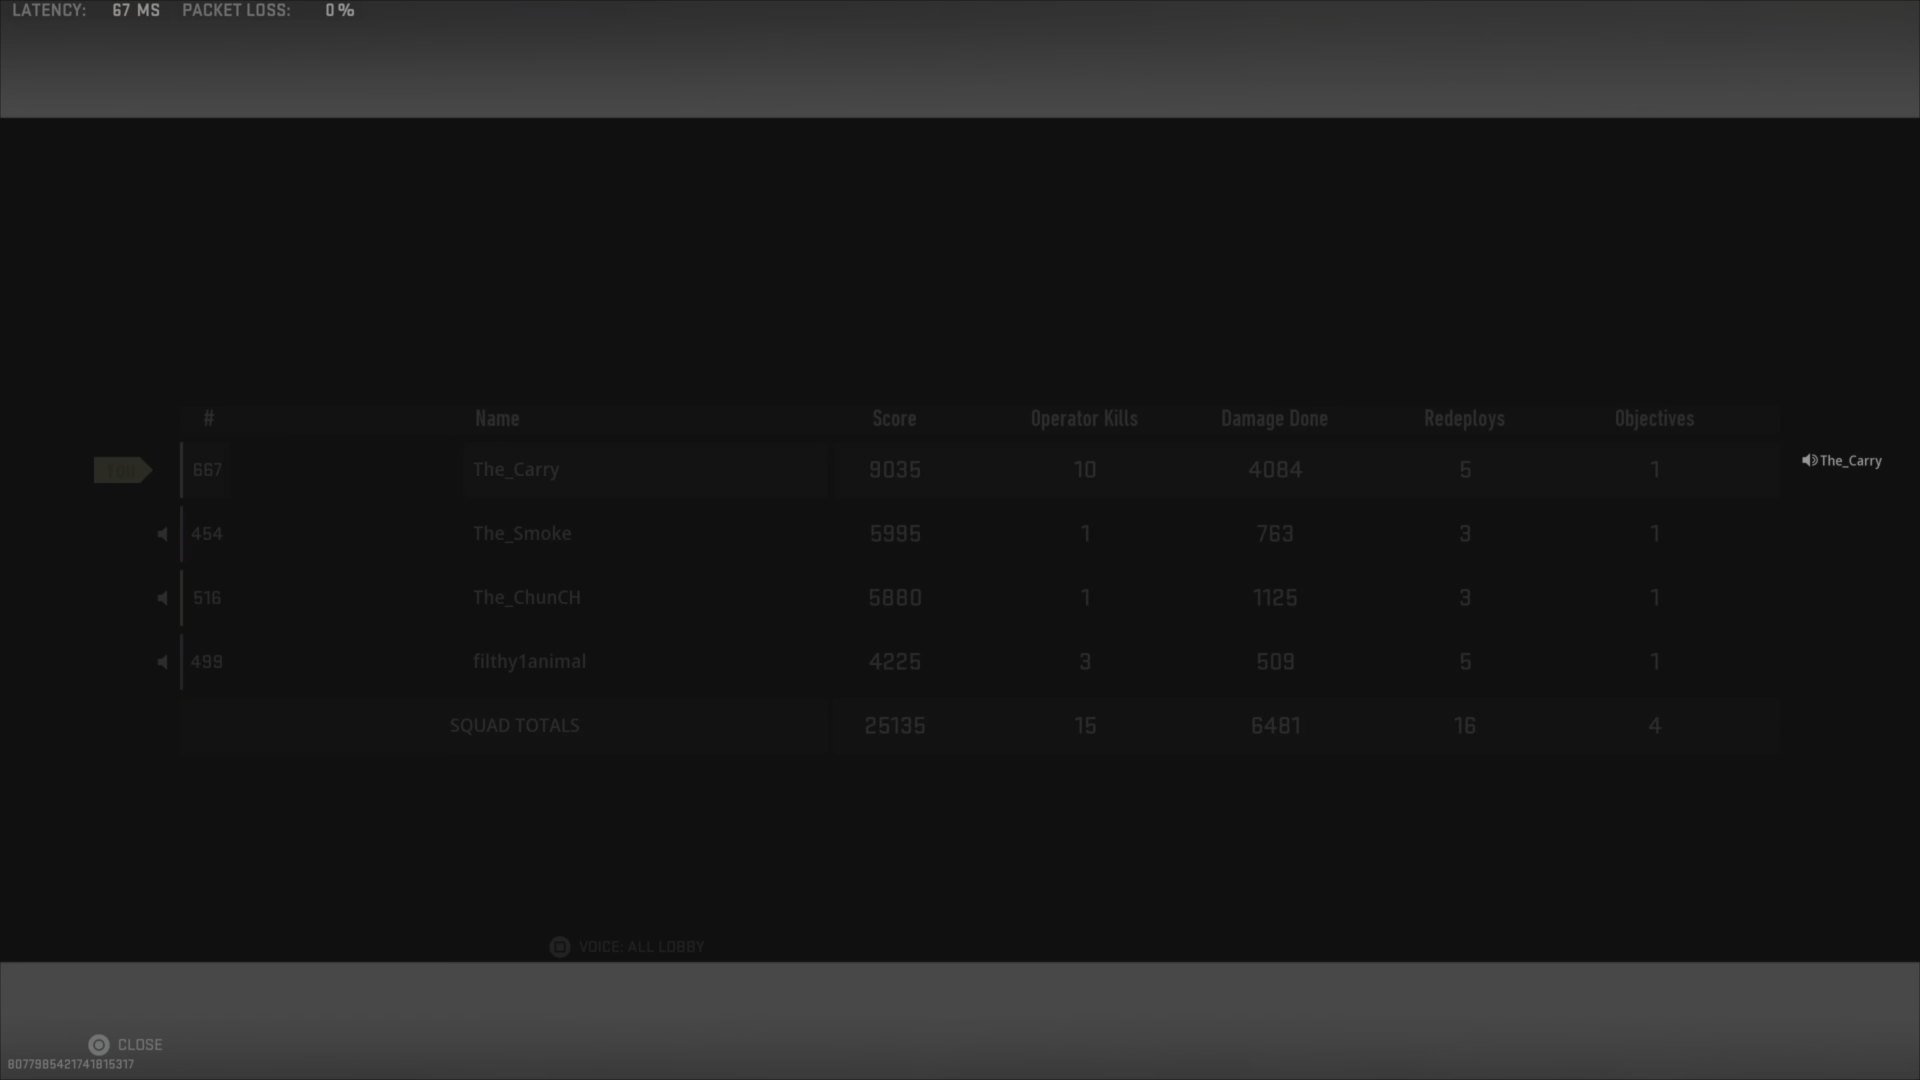 LATENCY: 67 MS PACKET LOSS: 0 %
# Name Score Operator Kills Damage Done Redeploys Objectives
YOU 667 The_Carry 9035 10 4084 5 1 The_Carry
454 The_Smoke 5995 1 763 3 1
516 The_ChunCH 5880 1 1125 3 1
499 filthy1animal 4225 3 509 5 1
SQUAD TOTALS 25135 15 6481 16 4
VOICE: ALL LOBBY
CLOSE
8077985421741815317